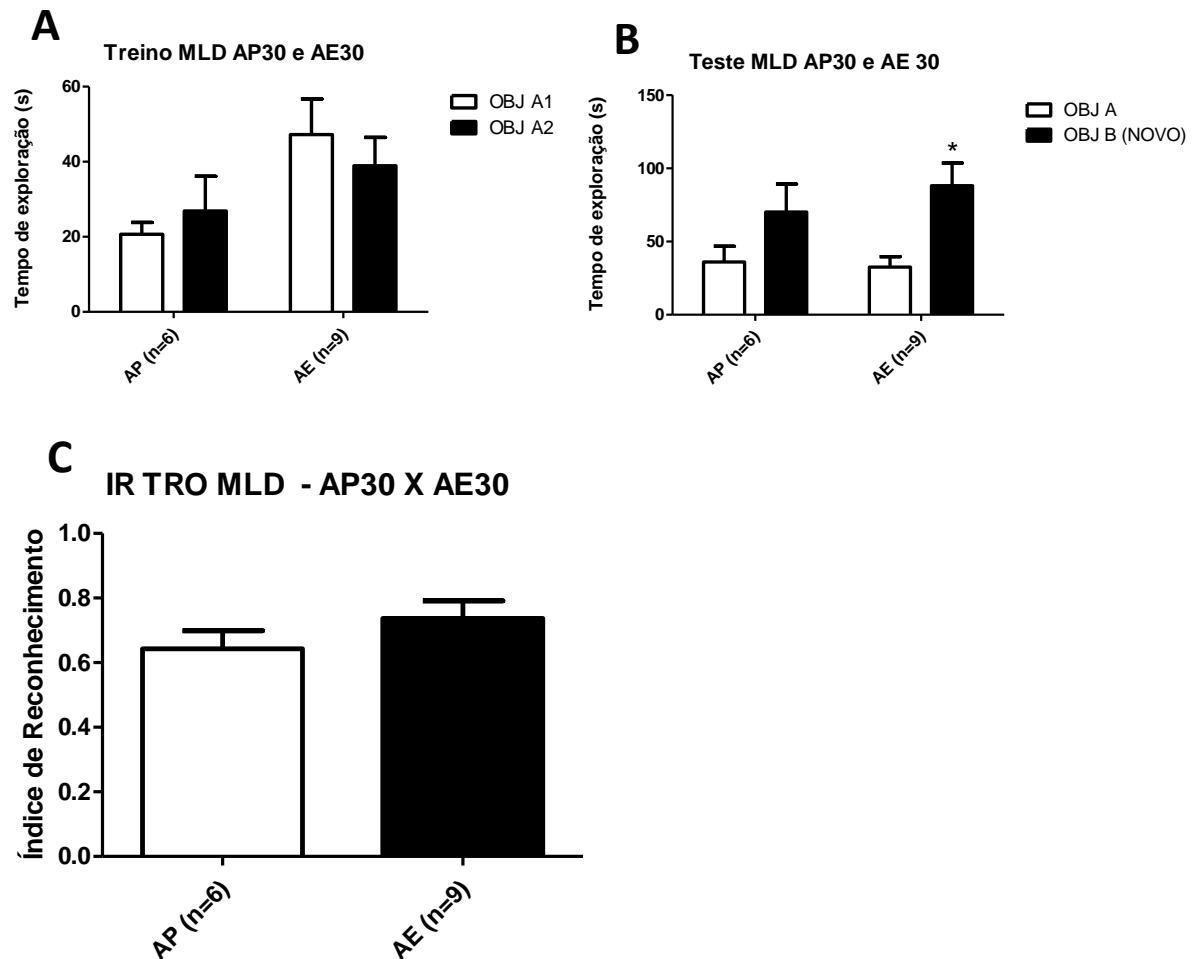 A
Treino MLD AP30 e AE30
Tempo de exploração (s)
60
40
20
0
AP (n=6)
AE (n=9)
OBJ A1
OBJ A2
B
Teste MLD AP30 e AE 30
Tempo de exploração (s)
150
100
50
0
*
AP (n=6)
AE (n=9)
OBJ A
OBJ B (NOVO)
C
IR TRO MLD - AP30 X AE30
Índice de Reconhecimento
1.0
0.8
0.6
0.4
0.2
0.0
AP (n=6)
AE (n=9)